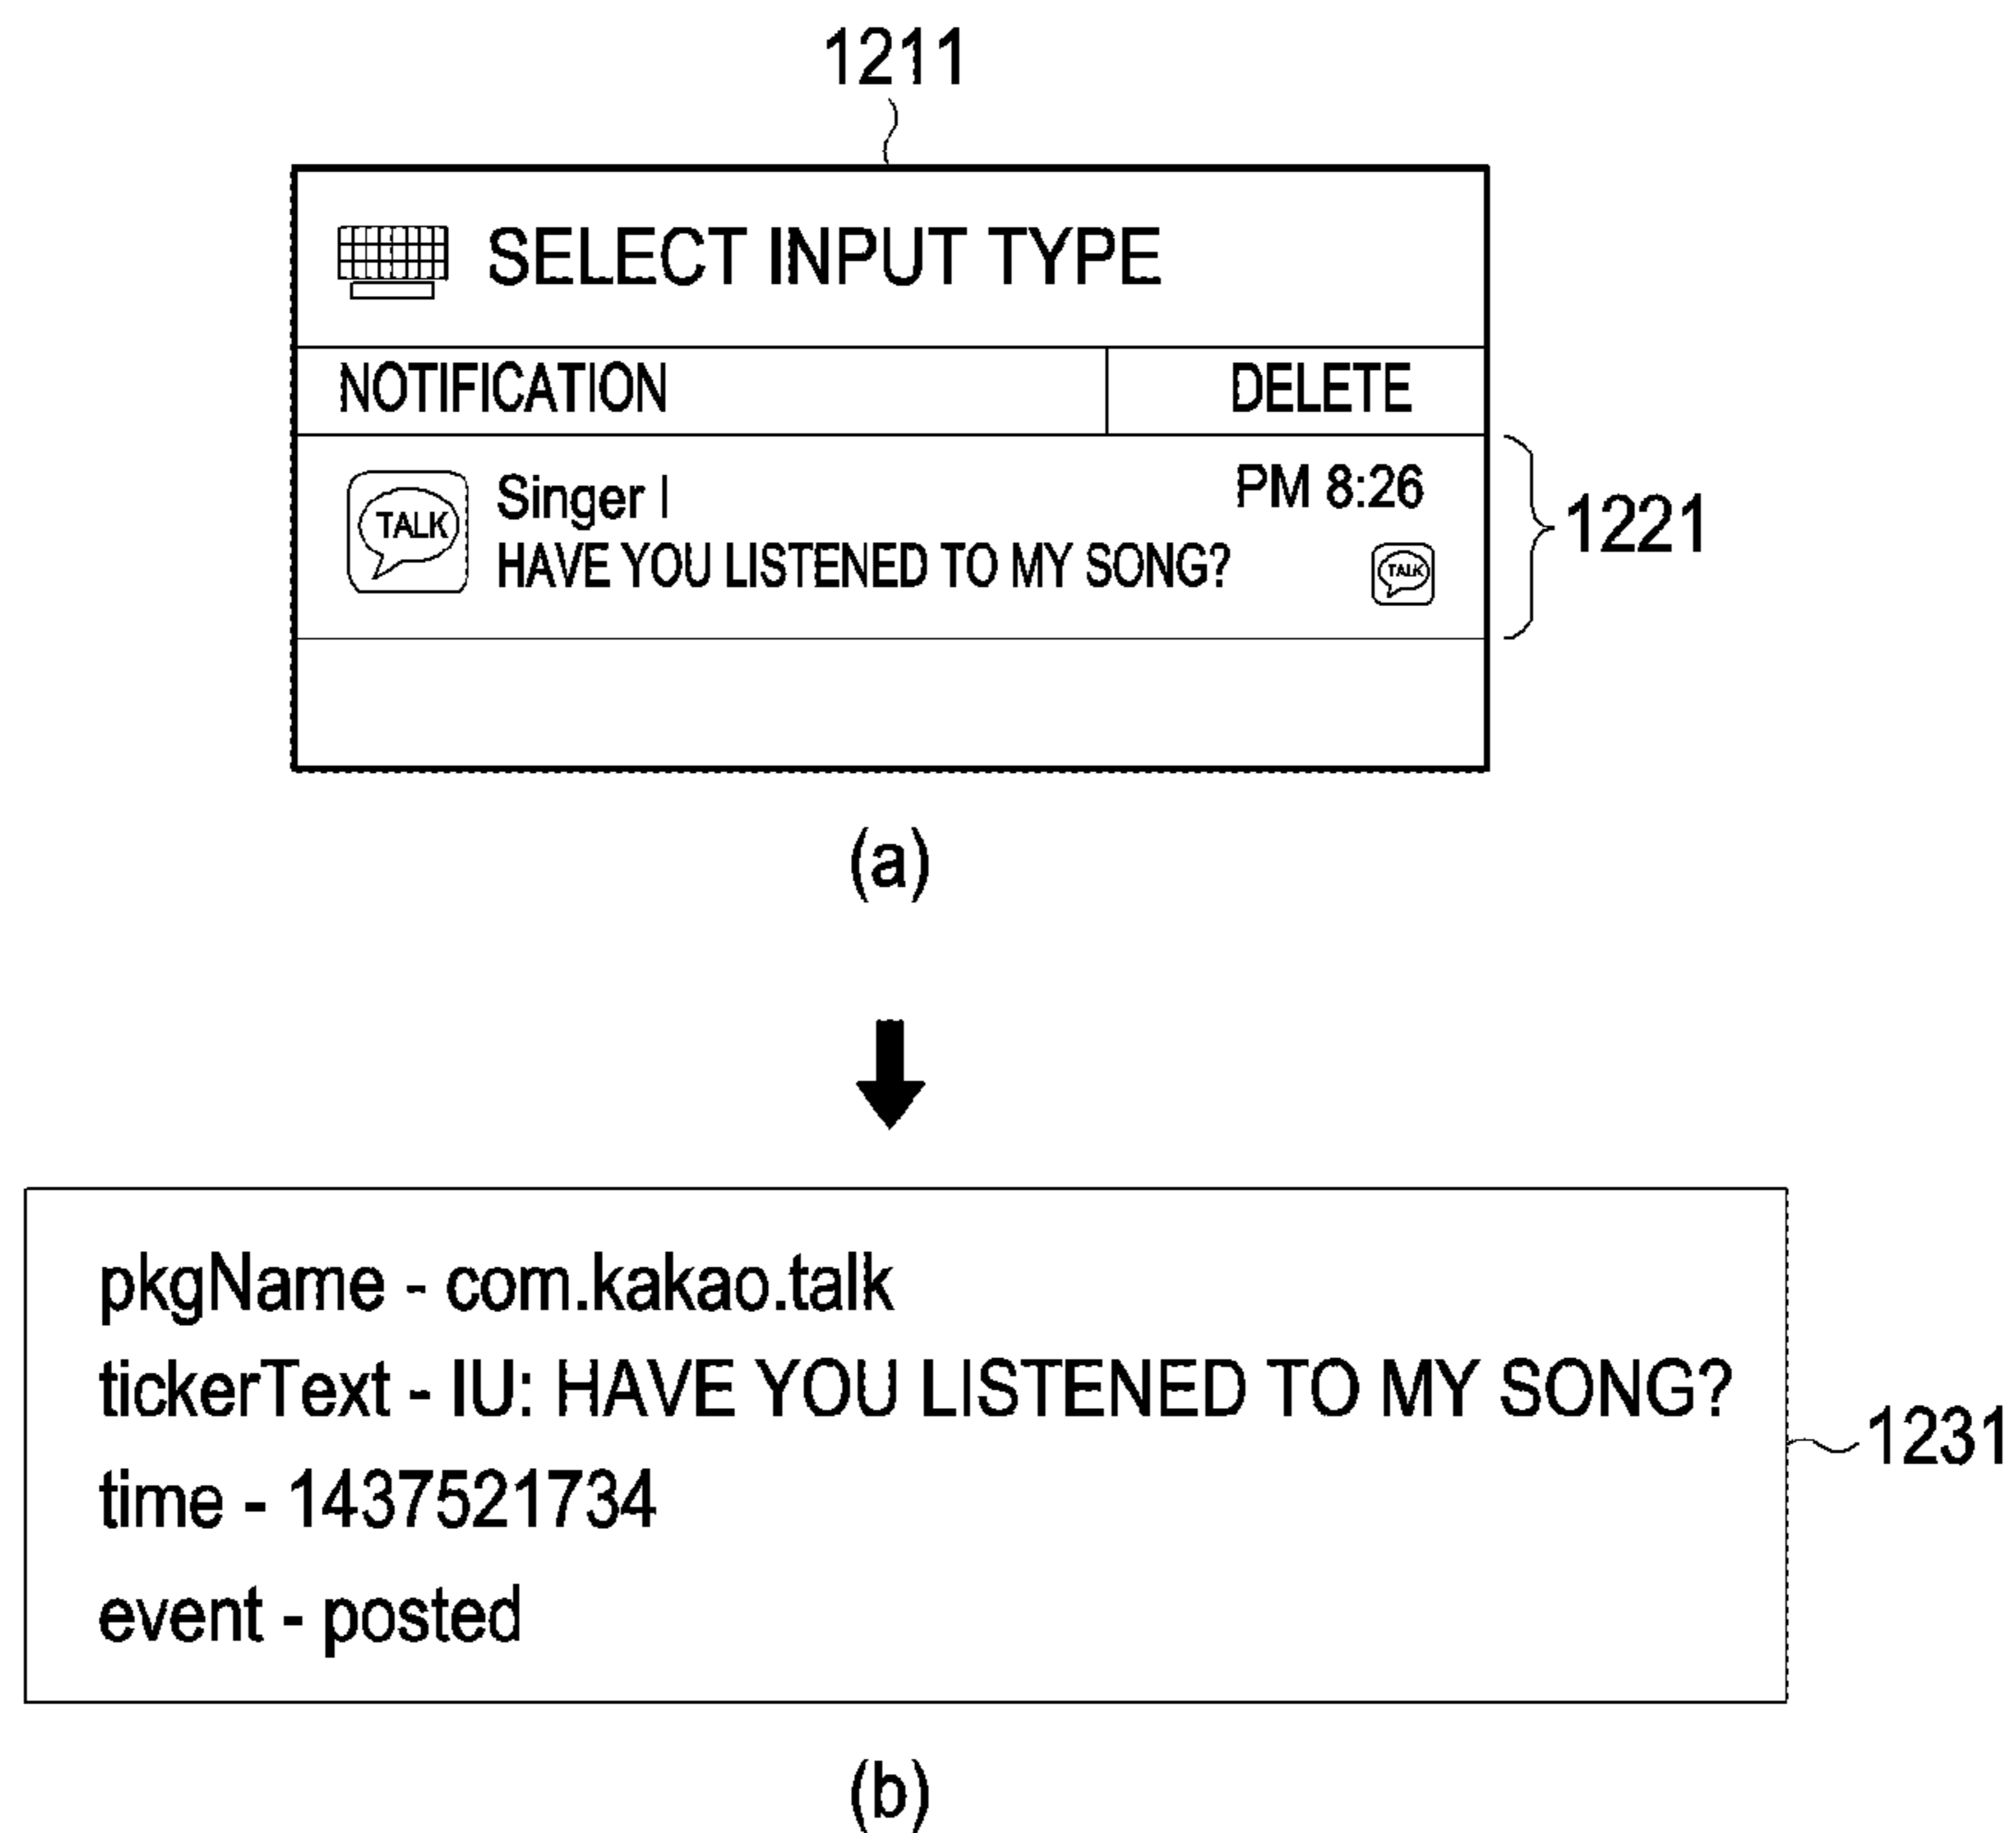 1211
SELECT INPUT TYPE
NOTIFICATION DELETE
Singer I PM 8:26
TALK
HAVE YOU LISTENED TO MY SONG?
TALK
1221
(a)
pkgName - com.kakao.talk
tickerText - IU: HAVE YOU LISTENED TO MY SONG?
1231
time - 1437521734
event - posted
(b)